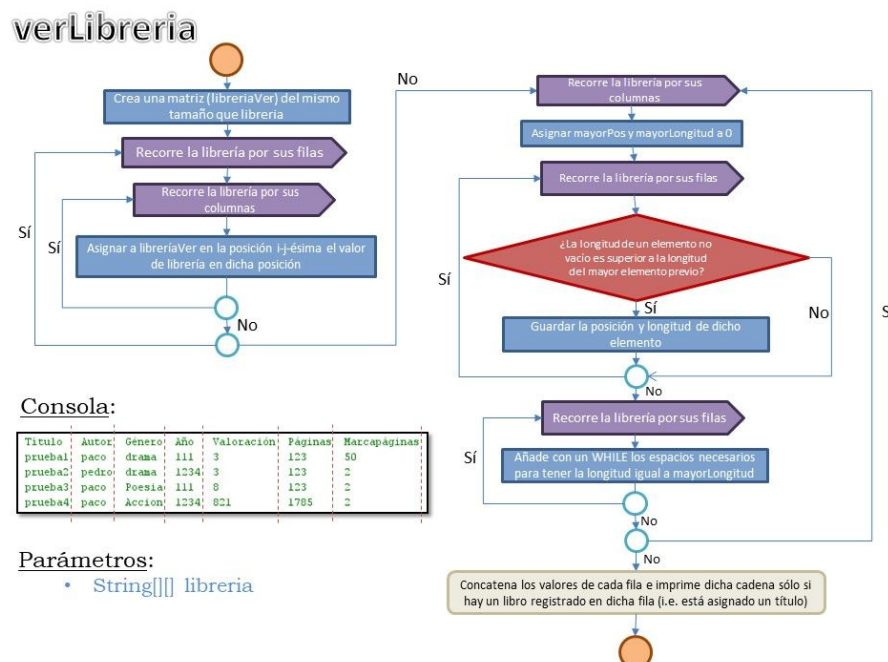 verLibreria
Crea una matriz (libreriaVer) del mismo
tamaño que libreria
Recorre la librería por sus filas
Recorre la librería por sus
columnas
Asignar a libreríaVer en la posición i-j-ésima el valor
de librería en dicha posición
Sí
Sí
No
No
Recorre la librería por sus
columnas
Asignar mayorPos y mayorLongitud a 0
Recorre la librería por sus filas
¿La longitud de un elemento no
vacío es superior a la longitud
del mayor elemento previo?
Sí
Sí
No
Guardar la posición y longitud de dicho
elemento
No
Recorre la librería por sus filas
Sí
Añade con un WHILE los espacios necesarios
para tener la longitud igual a mayorLongitud
No
No
Concatena los valores de cada fila e imprime dicha cadena sólo si
hay un libro registrado en dicha fila (i.e. está asignado un título)
Consola:
Titulo Autor Género Año Valoración Páginas Marcapáginas
prueba1 paco drama 111 3 123 50
prueba2 pedro drama 1234 3 123 2
prueba3 paco Poesia 111 8 123 2
prueba4 paco Accion 1234 821 1785 2
Parámetros:
• String[][] libreria